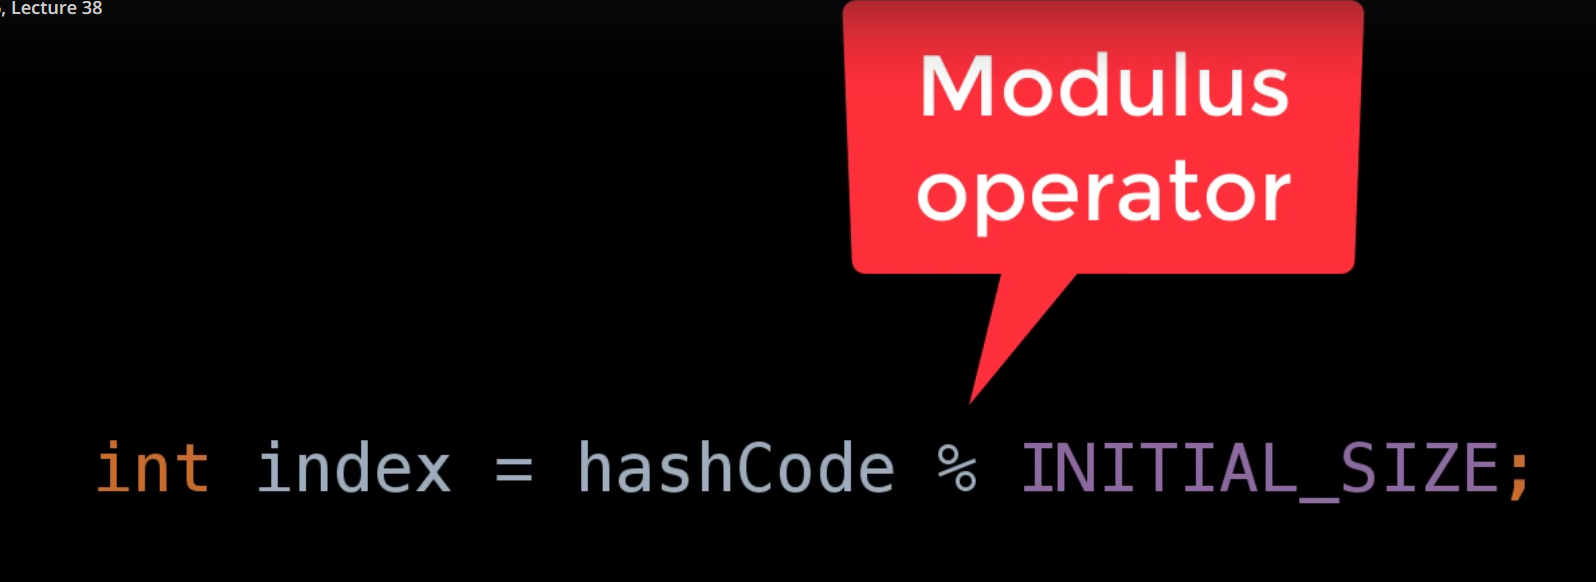 , Lecture 38
Modulus
operator
int index = hashCode % INITIAL_SIZE;